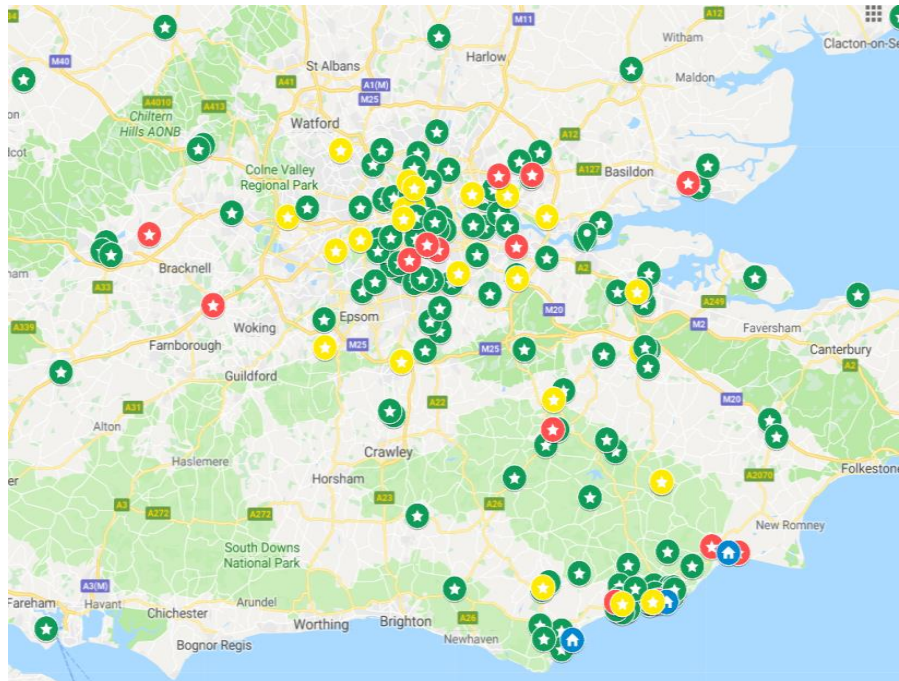 A12
M11
Witham
Clacton-on-Se
Harlow
M40
St Albans
Maldon
A41
A1(M)
M25
A4010
A413
Chiltern
Hills AONB
Watford
A12
A127
Basildon
Colne Valley
Regional Park
Bracknell
A2
A33
M20
A249
Woking
Epsom
M2
Faversham
A339
Farnborough
M25
M25
Canterbury
Guildford
A2
A31
A22
M20
Alton
Crawley
Haslemere
Folkestone
Horsham
A2070
A23
A3
A272
A272
A26
New Romney
South Downs
National Park
A3(M)
Fareham
Havant
Arundel
Chichester
A26
Worthing
Brighton
Newhaven
Bognor Regis